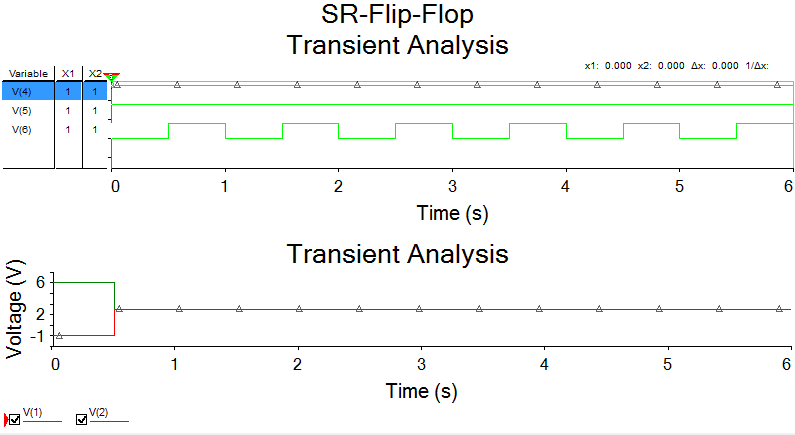 SR-Flip-Flop
Transient Analysis
x1: 0.000 x2: 0.000 Δx: 0.000 1/Δx:
Variable X1 X2
V(4) 1 1
V(5) 1 1
V(6) 1 1
0 1 2 3 4 5 6
Time (s)
Transient Analysis
Voltage (V)
6
2
-1
0 1 2 3 4 5 6
Time (s)
V(1) V(2)